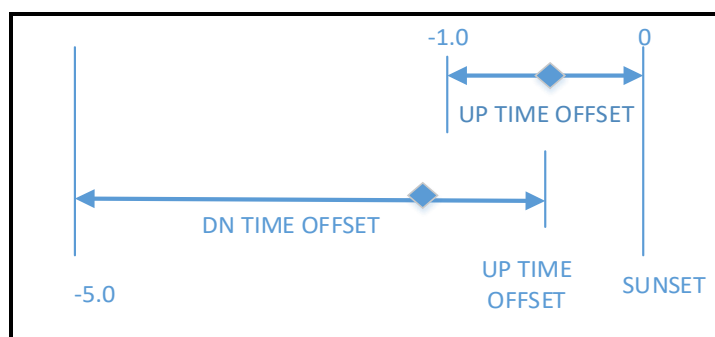 -1.0
0
UP TIME OFFSET
DN TIME OFFSET
UP TIME
OFFSET
SUNSET
-5.0